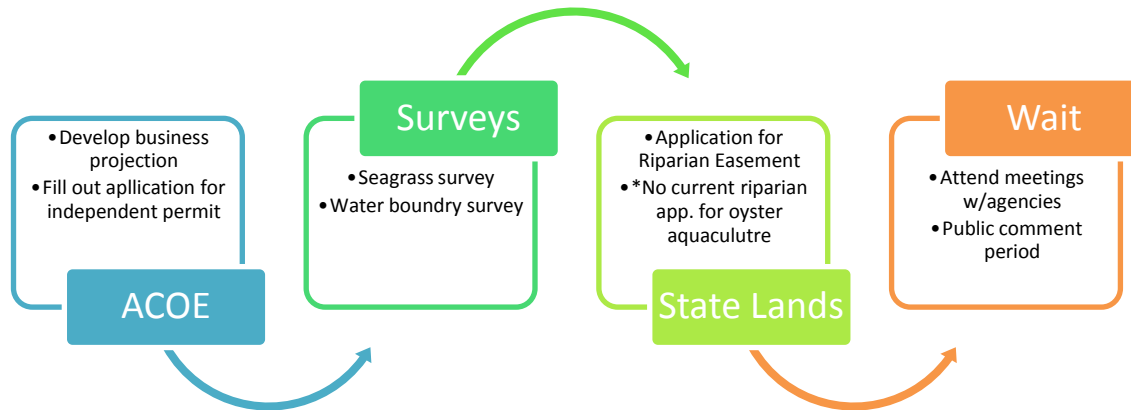 •Develop business
projection
•Fill out apllication for
independent permit
ACOE
Surveys
•Seagrass survey
•Water boundry survey
•Application for
Riparian Easement
•*No current riparian
app. for oyster
aquaculutre
State Lands
Wait
•Attend meetings
w/agencies
•Public comment
period